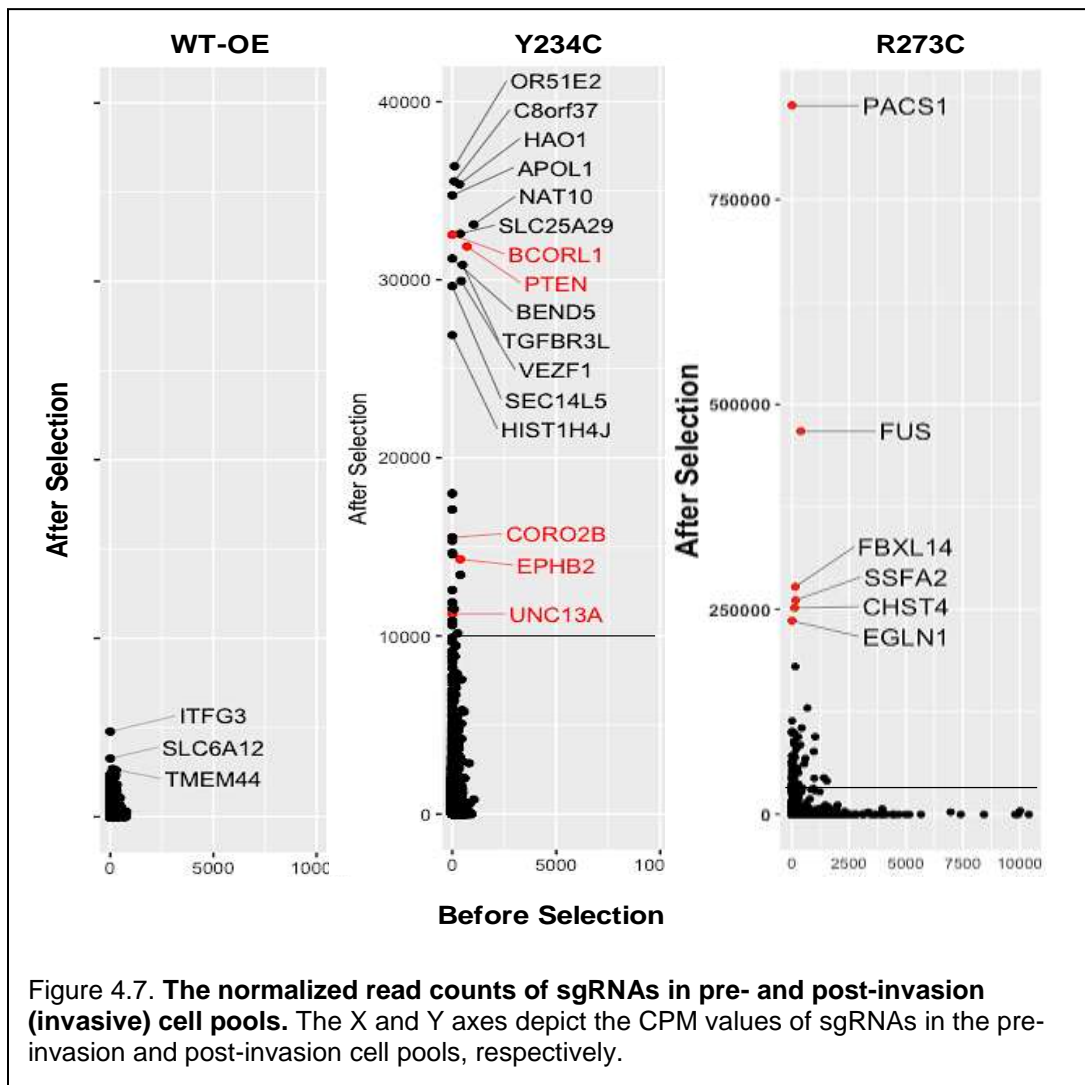 WT-OE
Y234C
R273C
After Selection
ITFG3
SLC6A12
TMEM44
0
5000
1000
After Selection
40000
30000
20000
10000
0
OR51E2
C8orf37
HAO1
APOL1
NAT10
SLC25A29
BCORL1
PTEN
BEND5
TGFBR3L
VEZF1
SEC14L5
HIST1H4J
CORO2B
EPHB2
UNC13A
0
5000
100
After Selection
750000
500000
250000
0
PACS1
FUS
FBXL14
SSFA2
CHST4
EGLN1
0
2500
5000
7500
10000
Before Selection
Figure 4.7. The normalized read counts of sgRNAs in pre- and post-invasion
(invasive) cell pools. The X and Y axes depict the CPM values of sgRNAs in the pre-
invasion and post-invasion cell pools, respectively.